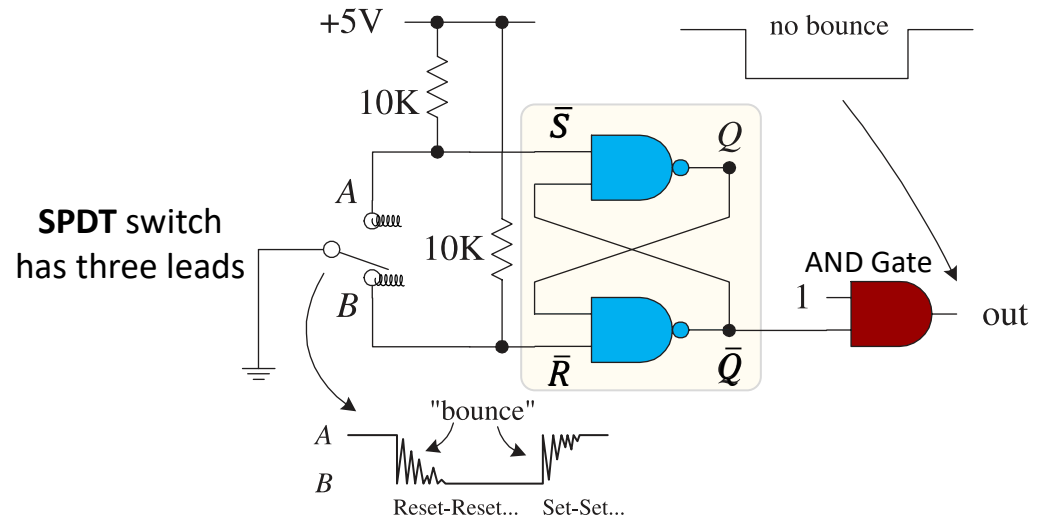 +5V
no bounce
10K
S̅
Q
A
SPDT switch
has three leads
10K
AND Gate
1
out
B
R̅
Q̅
"bounce"
A
B
Reset-Reset... Set-Set...